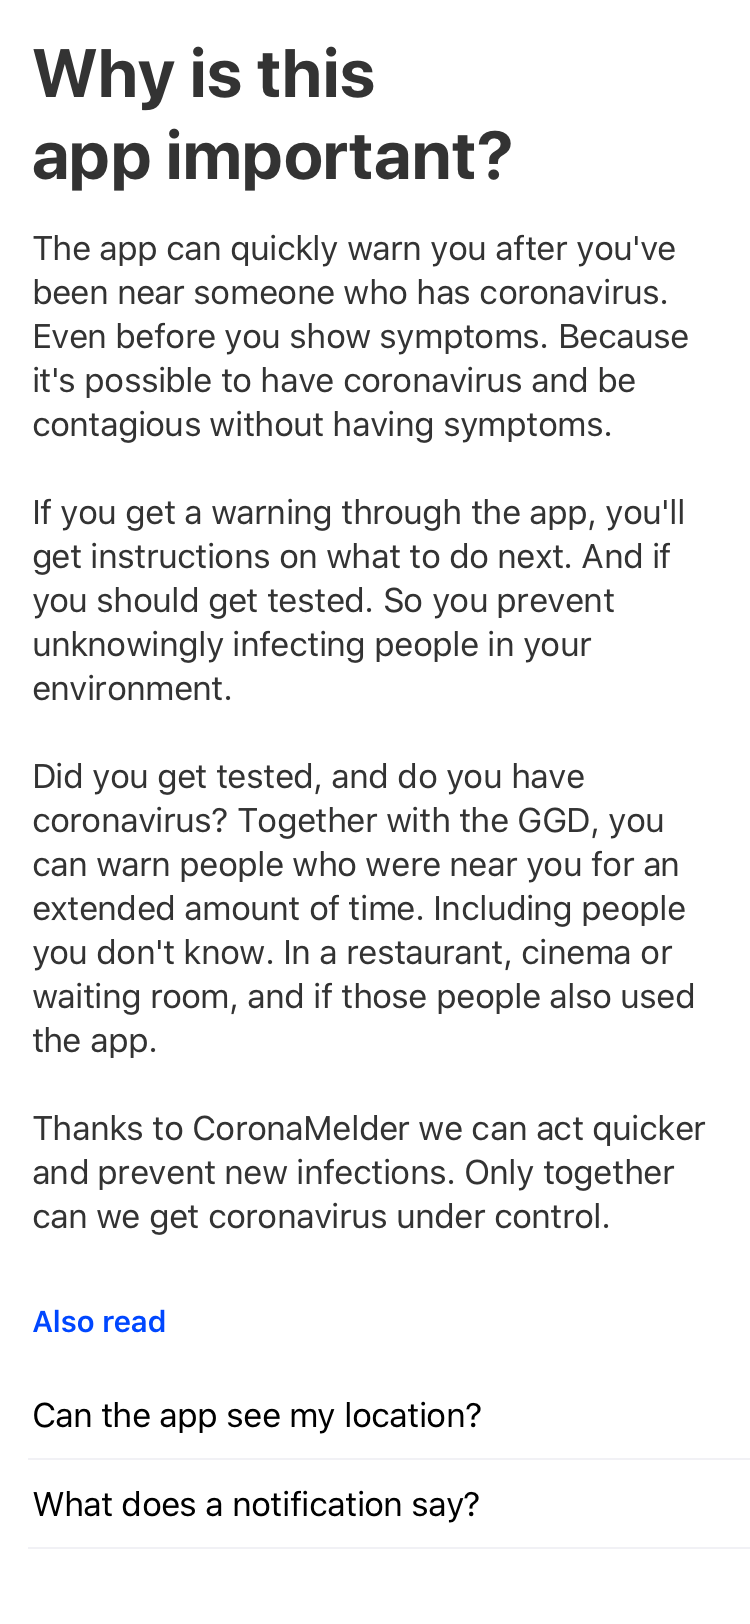 Why is this
app important?
The app can quickly warn you after you've
been near someone who has coronavirus.
Even before you show symptoms. Because
it's possible to have coronavirus and be
contagious without having symptoms.
If you get a warning through the app, you'll
get instructions on what to do next. And if
you should get tested. So you prevent
unknowingly infecting people in your
environment.
Did you get tested, and do you have
coronavirus? Together with the GGD, you
can warn people who were near you for an
extended amount of time. Including people
you don't know. In a restaurant, cinema or
waiting room, and if those people also used
the app.
Thanks to CoronaMelder we can act quicker
and prevent new infections. Only together
can we get coronavirus under control.
Also read
Can the app see my location?
What does a notification say?